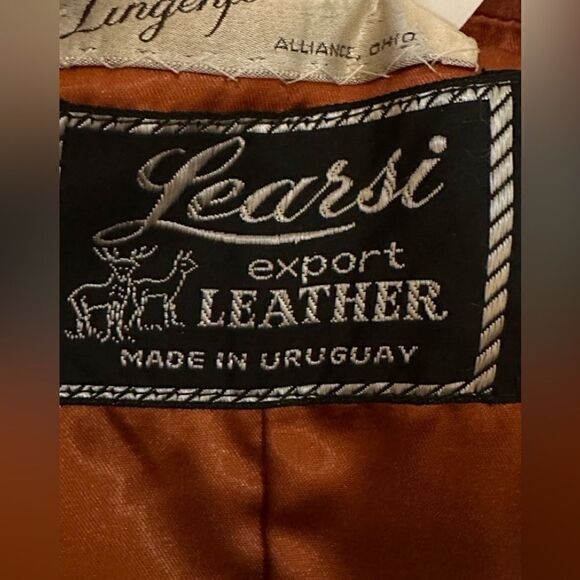 ALLIANCE, OHIO
Learsi
export
LEATHER
MADE IN URUGUAY